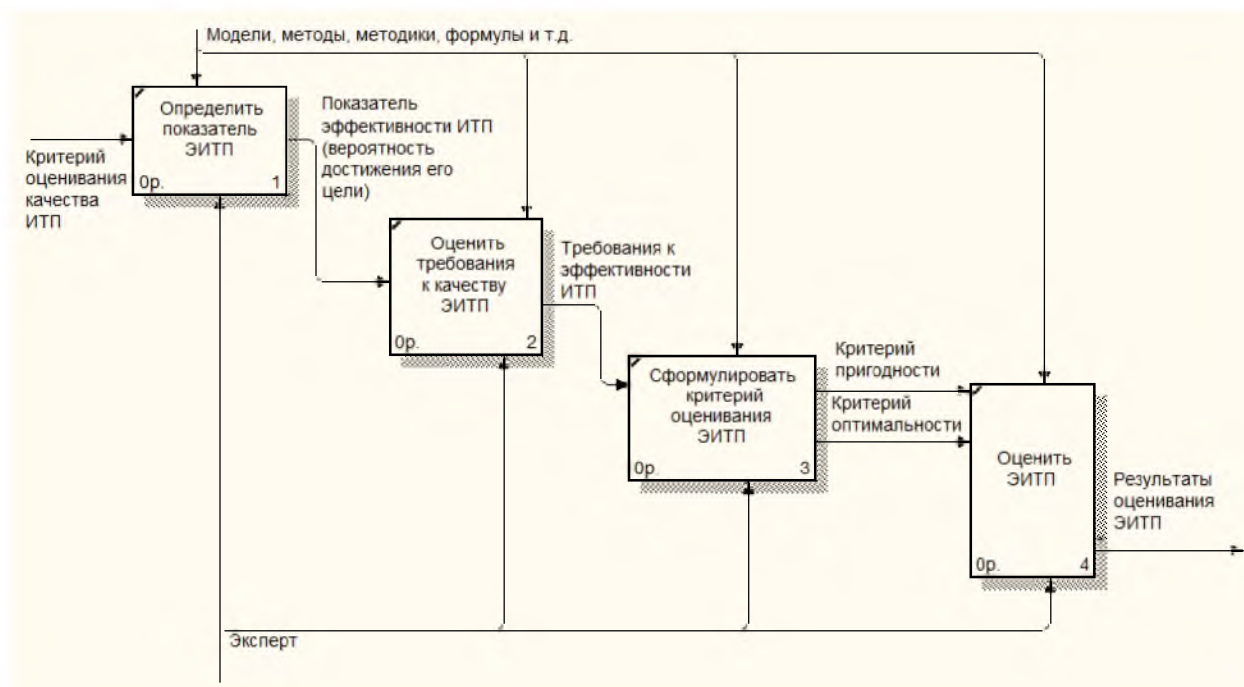 Модели, методы, методики, формулы и т.д.
Определить
показатель
ЭИТП
0р.
1
Критерий
оценивания
качества
ИТП
Показатель
эффективности ИТП
(вероятность
достижения его
цели)
Оценить
требования
к качеству
ЭИТП
0р.
2
Требования к
эффективности
ИТП
Сформулировать
критерий
оценивания
ЭИТП
0р.
3
Критерий
пригодности
Критерий
оптимальности
Оценить
ЭИТП
0р.
4
Результаты
оценивания
ЭИТП
Эксперт